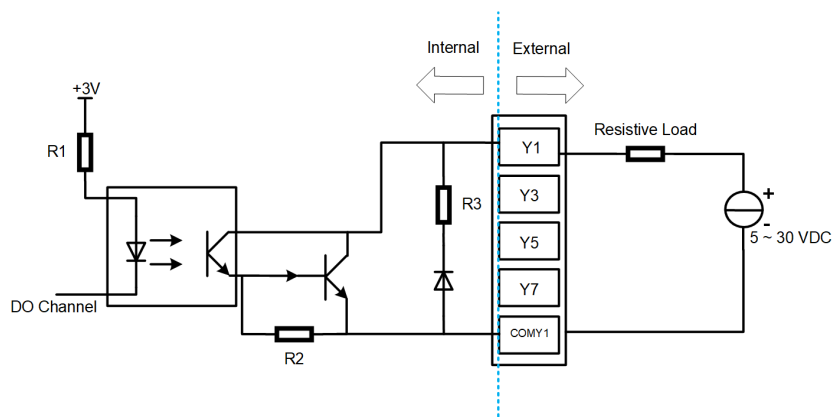 Internal
External
+3V
R1
Y1
Resistive Load
R3
Y3
+
-
5 ~ 30 VDC
Y5
Y7
DO Channel
COMY1
R2